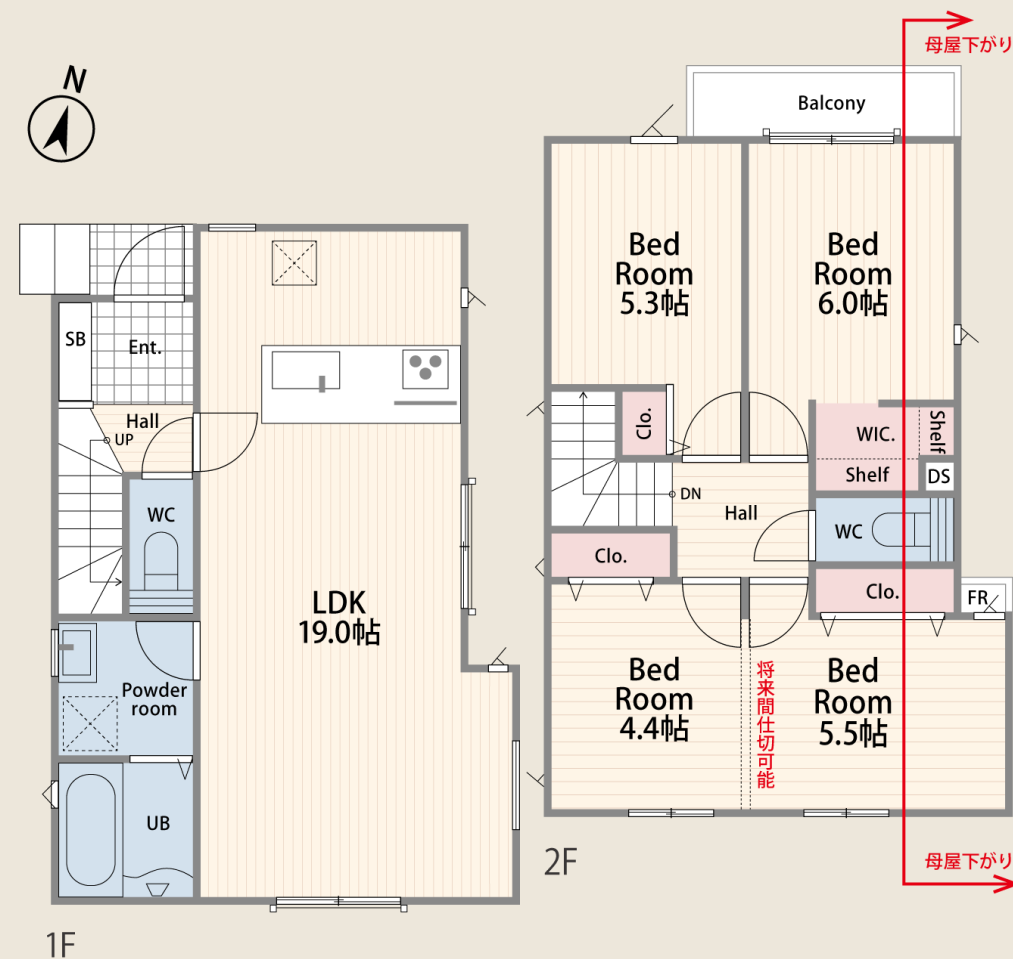 N
SB
Ent.
Hall
UP
WC
LDK
19.0帖
Powder
room
UB
1F
母屋下がり
Balcony
Bed
Room
5.3帖
Bed
Room
6.0帖
Clo.
WIC.
Shelf
Shelf
DS
DN
Hall
WC
Clo.
Clo.
FR
Bed
Room
4.4帖
将来間仕切可能
Bed
Room
5.5帖
母屋下がり
2F